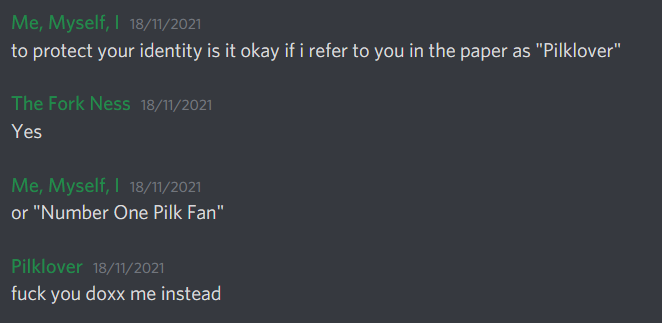 Me, Myself, I 18/11/2021
to protect your identity is it okay if i refer to you in the paper as "Pilklover"
The Fork Ness 18/11/2021
Yes
Me, Myself, I 18/11/2021
or "Number One Pilk Fan"
Pilklover 18/11/2021
fuck you doxx me instead